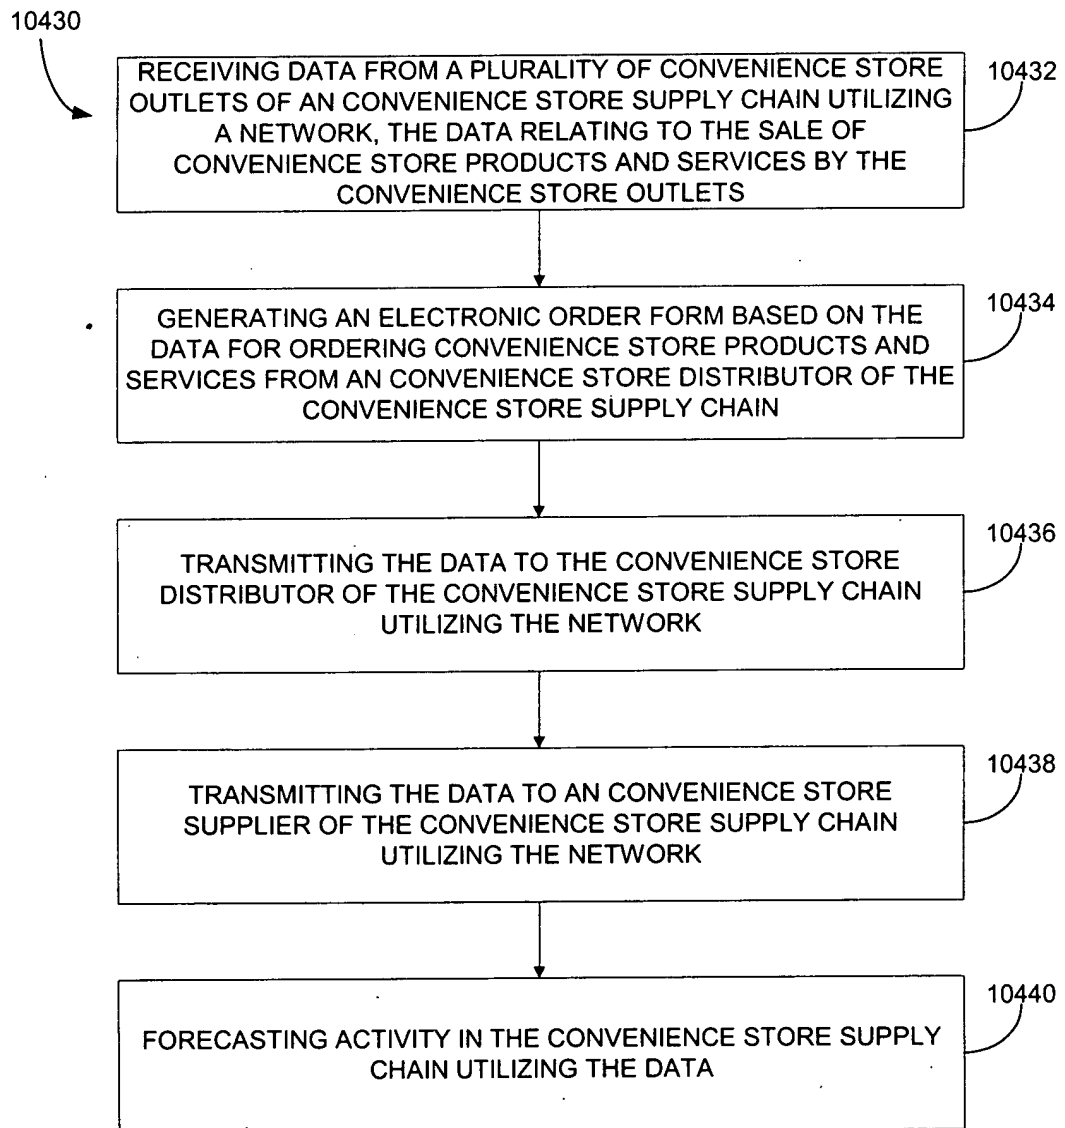 10430
RECEIVING DATA FROM A PLURALITY OF CONVENIENCE STORE
OUTLETS OF AN CONVENIENCE STORE SUPPLY CHAIN UTILIZING
A NETWORK, THE DATA RELATING TO THE SALE OF
CONVENIENCE STORE PRODUCTS AND SERVICES BY THE
CONVENIENCE STORE OUTLETS
10432
GENERATING AN ELECTRONIC ORDER FORM BASED ON THE
DATA FOR ORDERING CONVENIENCE STORE PRODUCTS AND
SERVICES FROM AN CONVENIENCE STORE DISTRIBUTOR OF THE
CONVENIENCE STORE SUPPLY CHAIN
10434
TRANSMITTING THE DATA TO THE CONVENIENCE STORE
DISTRIBUTOR OF THE CONVENIENCE STORE SUPPLY CHAIN
UTILIZING THE NETWORK
10436
TRANSMITTING THE DATA TO AN CONVENIENCE STORE
SUPPLIER OF THE CONVENIENCE STORE SUPPLY CHAIN
UTILIZING THE NETWORK
10438
FORECASTING ACTIVITY IN THE CONVENIENCE STORE SUPPLY
CHAIN UTILIZING THE DATA
10440